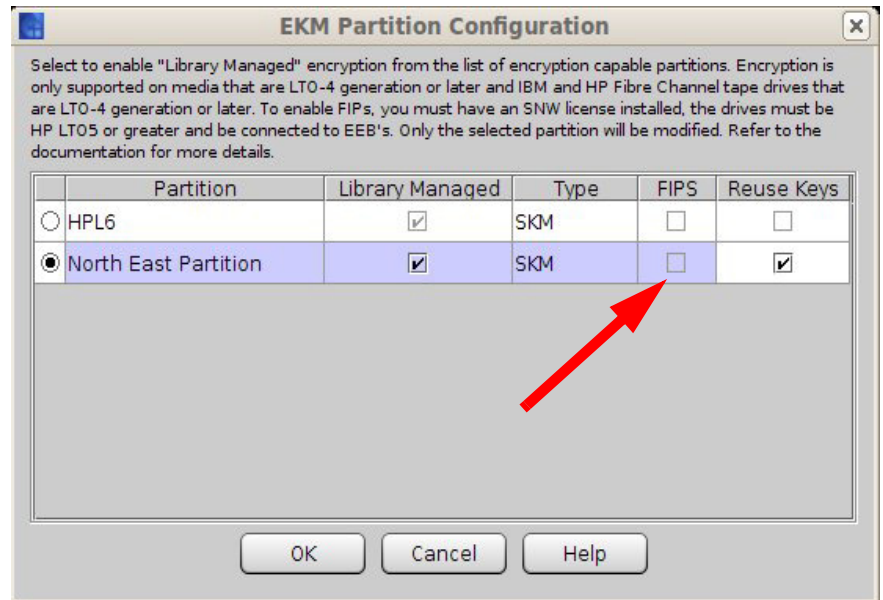 EKM Partition Configuration
Select to enable "Library Managed" encryption from the list of encryption capable partitions. Encryption is
only supported on media that are LTO-4 generation or later and IBM and HP Fibre Channel tape drives that
are LTO-4 generation or later. To enable FIPs, you must have an SNW license installed, the drives must be
HP LTO5 or greater and be connected to EEB's. Only the selected partition will be modified. Refer to the
documentation for more details.
Partition Library Managed Type FIPS Reuse Keys
HPL6 SKM
North East Partition SKM
OK Cancel Help